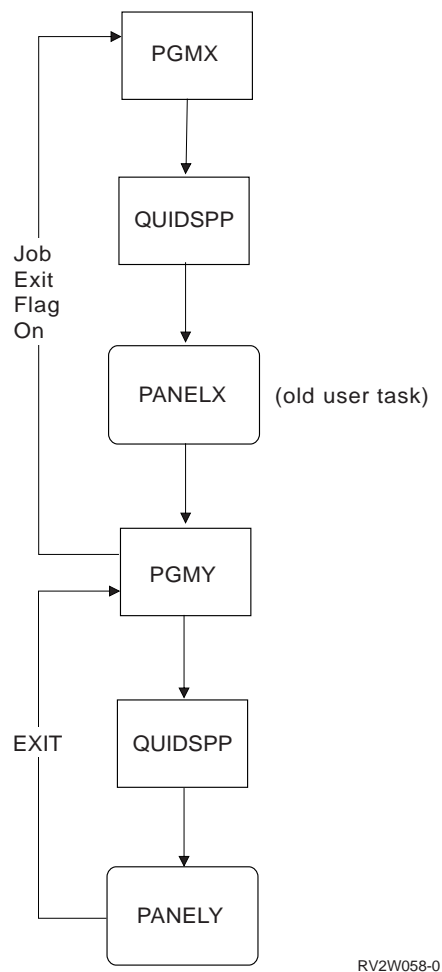 PGMX
QUIDSPP
Job
Exit
Flag
On
PANELX
(old user task)
PGMY
EXIT
QUIDSPP
PANELY
RV2W058-0